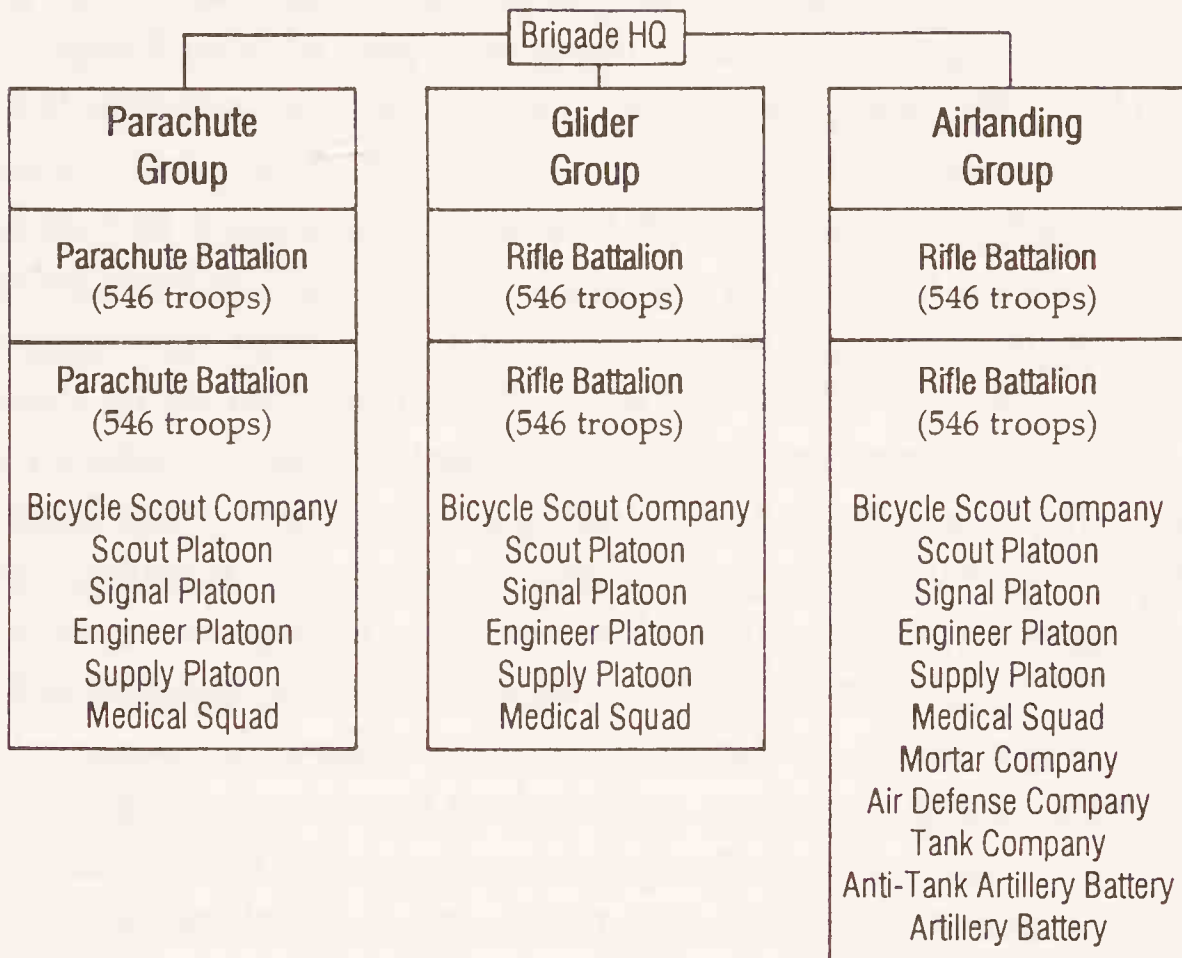 Brigade HQ
Parachute
Group
Parachute Battalion
(546 troops)
Parachute Battalion
(546 troops)
Bicycle Scout Company
Scout Platoon
Signal Platoon
Engineer Platoon
Supply Platoon
Medical Squad
Glider
Group
Rifle Battalion
(546 troops)
Rifle Battalion
(546 troops)
Bicycle Scout Company
Scout Platoon
Signal Platoon
Engineer Platoon
Supply Platoon
Medical Squad
Airlanding
Group
Rifle Battalion
(546 troops)
Rifle Battalion
(546 troops)
Bicycle Scout Company
Scout Platoon
Signal Platoon
Engineer Platoon
Supply Platoon
Medical Squad
Mortar Company
Air Defense Company
Tank Company
Anti-Tank Artillery Battery
Artillery Battery